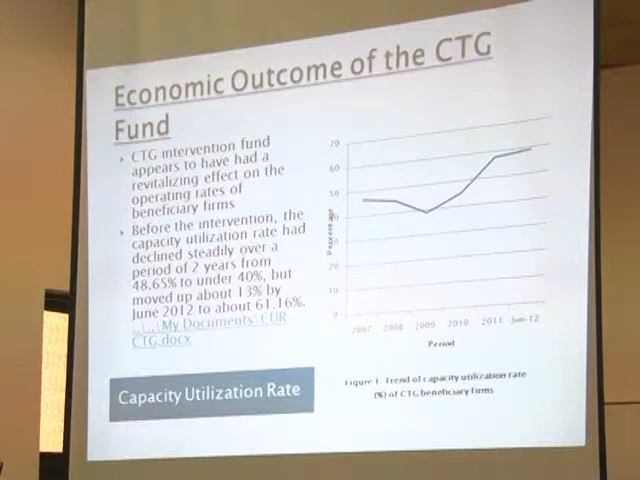 Economic Outcome of the CTG
Fund
CTG intervention fund
appears to have had a
revitalizing effect on the
operating rates of
beneficiary firms
Before the intervention, the
capacity utilization rate had
declined steadily over a
period of 2 years from
48.65% to under 40%, but
moved up about 13% by
June 2012 to about 61.16%.
..\..\My Documents\CUR
CTG.docx
Capacity Utilization Rate
70
60
50
40
30
20
10
0
Percentage
2007 2008 2009 2010 2011 Jun-12
Period
Figure 1. Trend of capacity utilization rate
(%) of CTG beneficiary firms